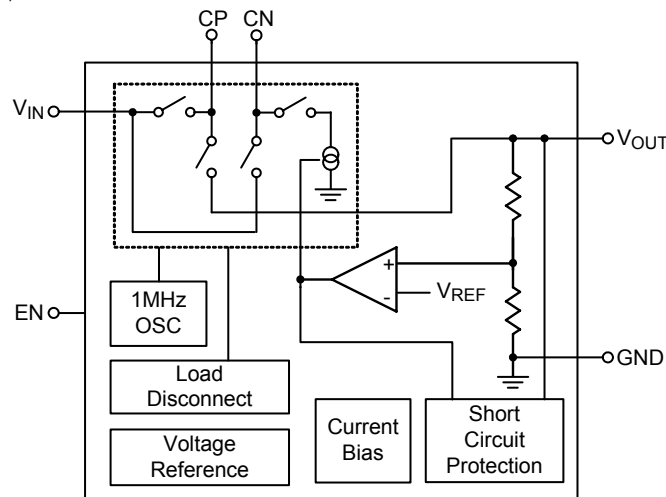 CP CN
VIN
VOUT
+
-
VREF
1MHz
OSC
EN
GND
Load
Disconnect
Voltage
Reference
Current
Bias
Short
Circuit
Protection